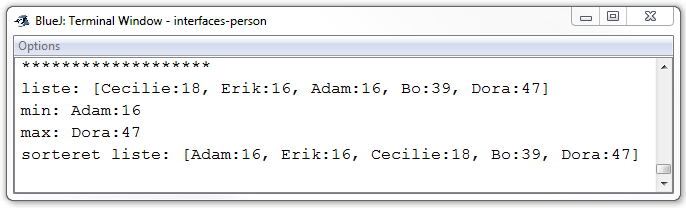 BlueJ: Terminal Window - interfaces-person
Options
*******************
liste: [Cecilie:18, Erik:16, Adam:16, Bo:39, Dora:47]
min: Adam:16
max: Dora:47
sorteret liste: [Adam:16, Erik:16, Cecilie:18, Bo:39, Dora:47]